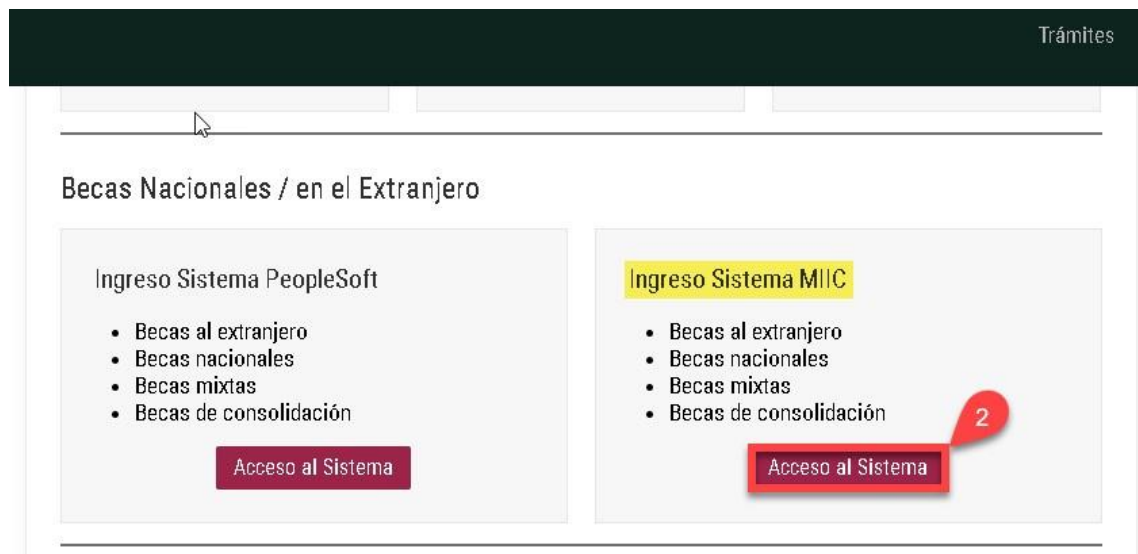 Trámites
Becas Nacionales / en el Extranjero
Ingreso Sistema PeopleSoft
• Becas al extranjero
• Becas nacionales
• Becas mixtas
• Becas de consolidación
Acceso al Sistema
Ingreso Sistema MIIC
• Becas al extranjero
• Becas nacionales
• Becas mixtas
• Becas de consolidación
2
Acceso al Sistema